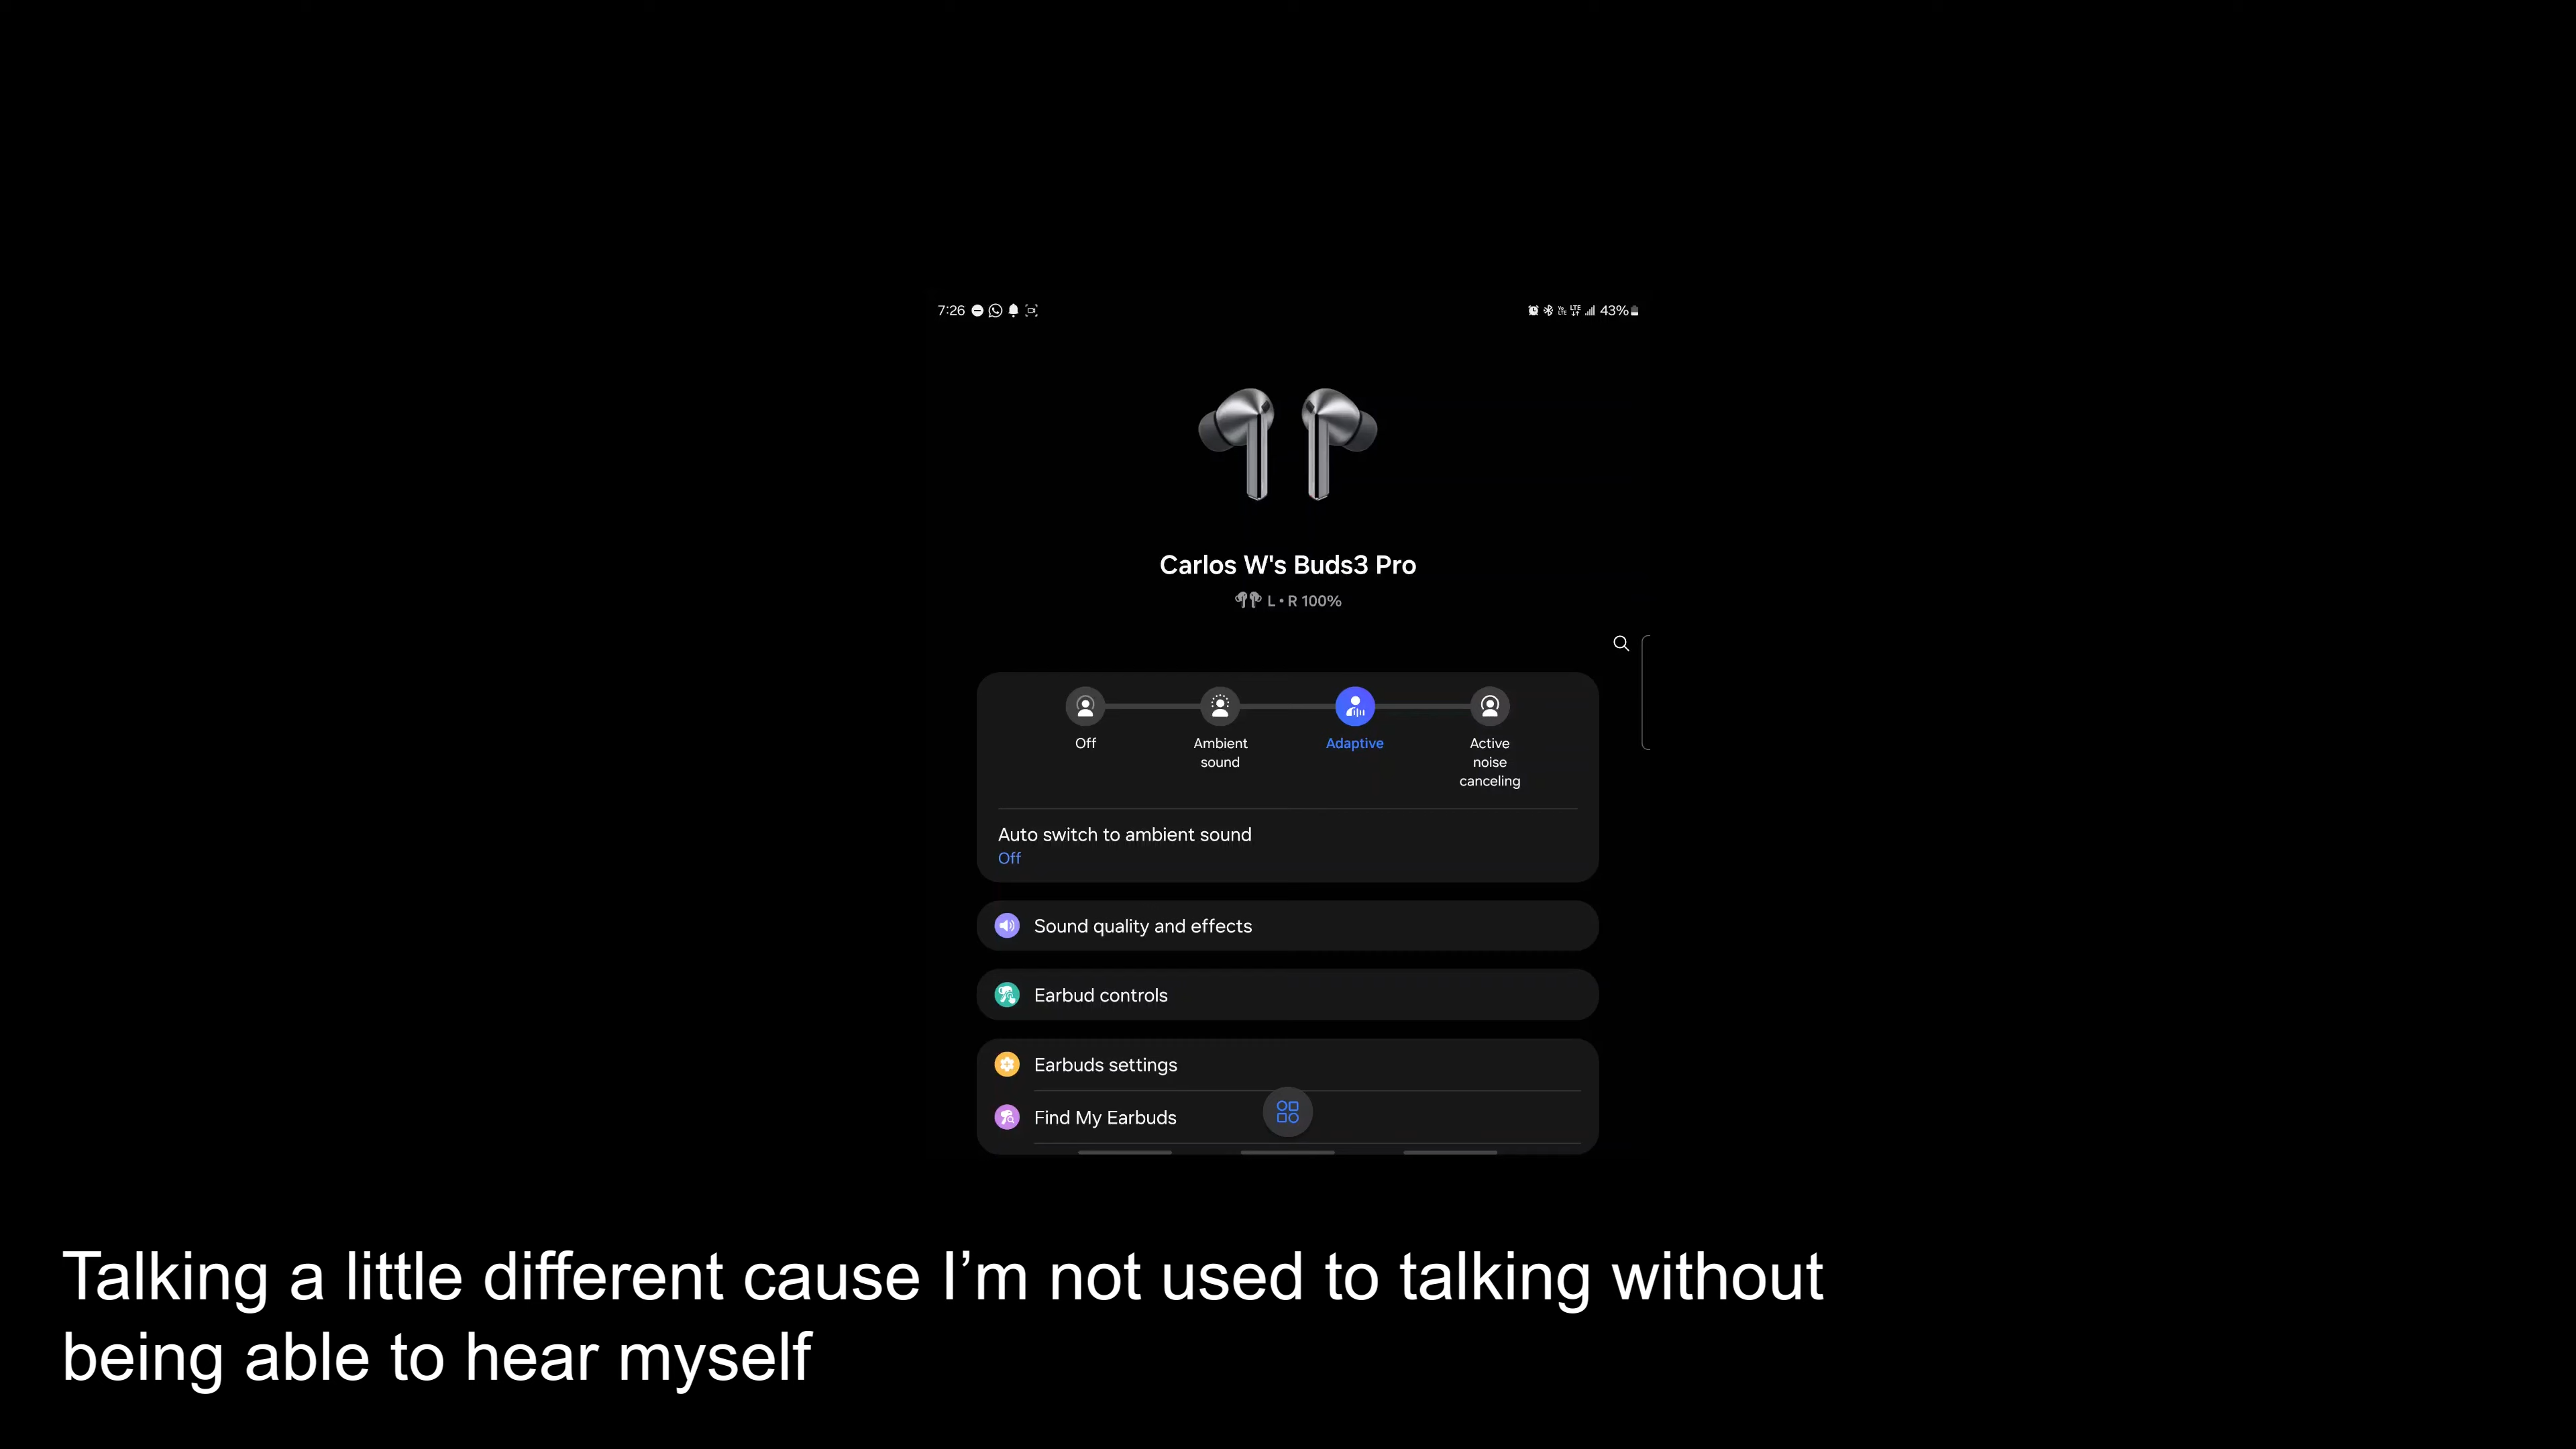 7:26
43%
Carlos W's Buds3 Pro
L • R 100%
Off
Ambient
sound
Adaptive
Active
noise
canceling
Auto switch to ambient sound
Off
Sound quality and effects
Earbud controls
Earbuds settings
Find My Earbuds
Talking a little different cause I’m not used to talking without
being able to hear myself